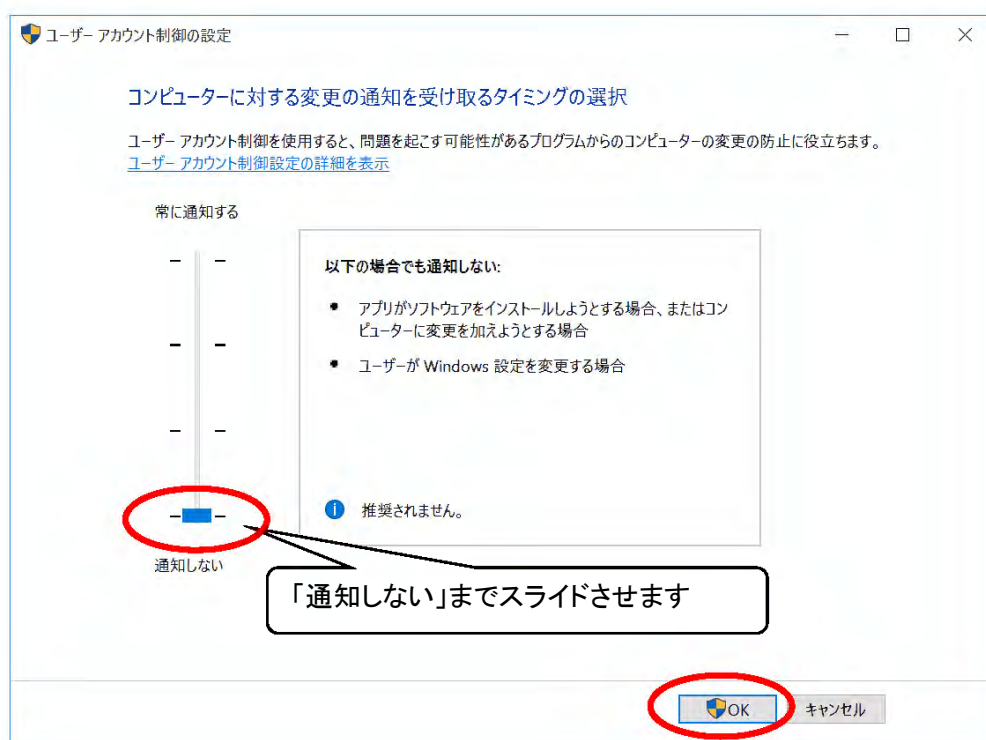 ユーザー アカウント制御の設定
コンピューターに対する変更の通知を受け取るタイミングの選択
ユーザー アカウント制御を使用すると、問題を起こす可能性があるプログラムからのコンピューターの変更の防止に役立ちます。
ユーザー アカウント制御設定の詳細を表示
常に通知する
以下の場合でも通知しない:
● アプリがソフトウェアをインストールしようとする場合、またはコン
ピューターに変更を加えようとする場合
● ユーザーが Windows 設定を変更する場合
推奨されません。
通知しない
「通知しない」までスライドさせます
OK キャンセル